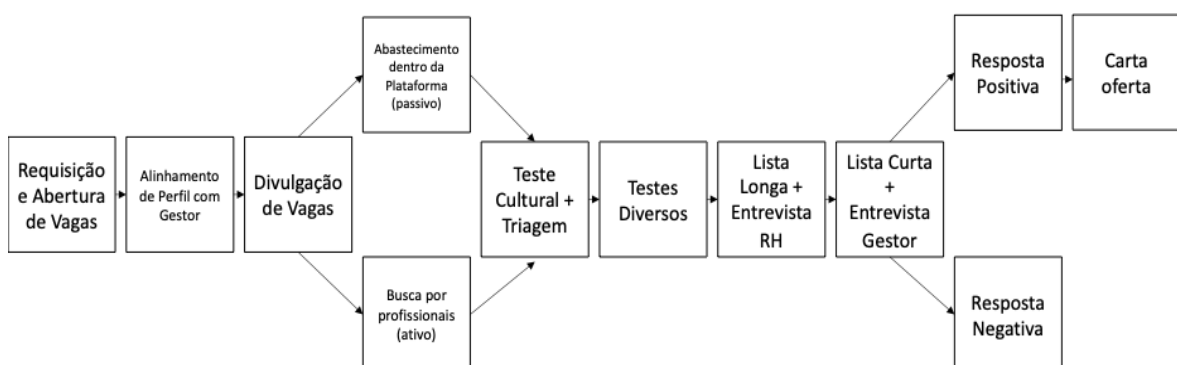 Requisição
e Abertura
de Vagas
Alinhamento
de Perfil com
Gestor
Divulgação
de Vagas
Abastecimento
dentro da
Plataforma
(passivo)
Busca por
profissionais
(ativo)
Teste
Cultural +
Triagem
Testes
Diversos
Lista
Longa +
Entrevista
RH
Lista Curta
+
Entrevista
Gestor
Resposta
Positiva
Carta
oferta
Resposta
Negativa